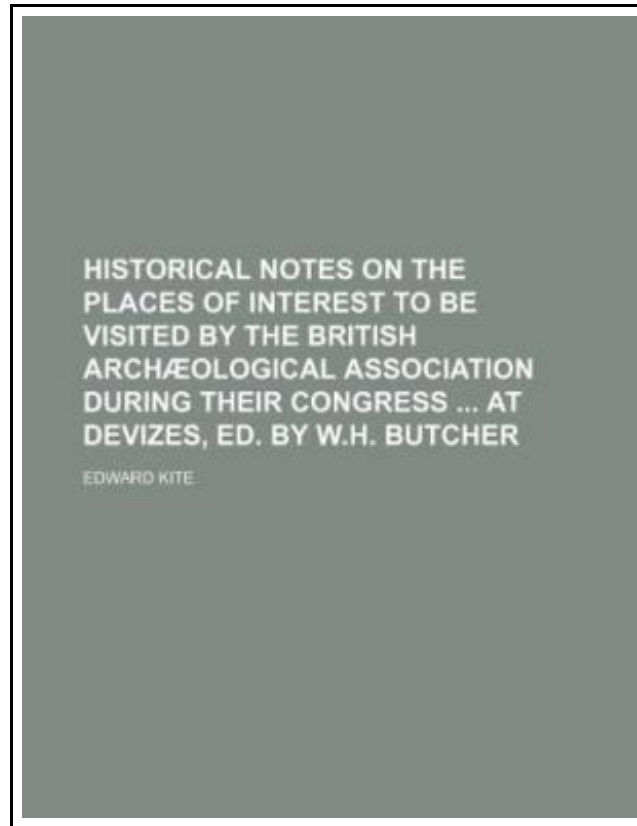 HISTORICAL NOTES ON THE
PLACES OF INTEREST TO BE
VISITED BY THE BRITISH
ARCHÆOLOGICAL ASSOCIATION
DURING THEIR CONGRESS ... AT
DEVIZES, ED. BY W.H. BUTCHER
EDWARD KITE